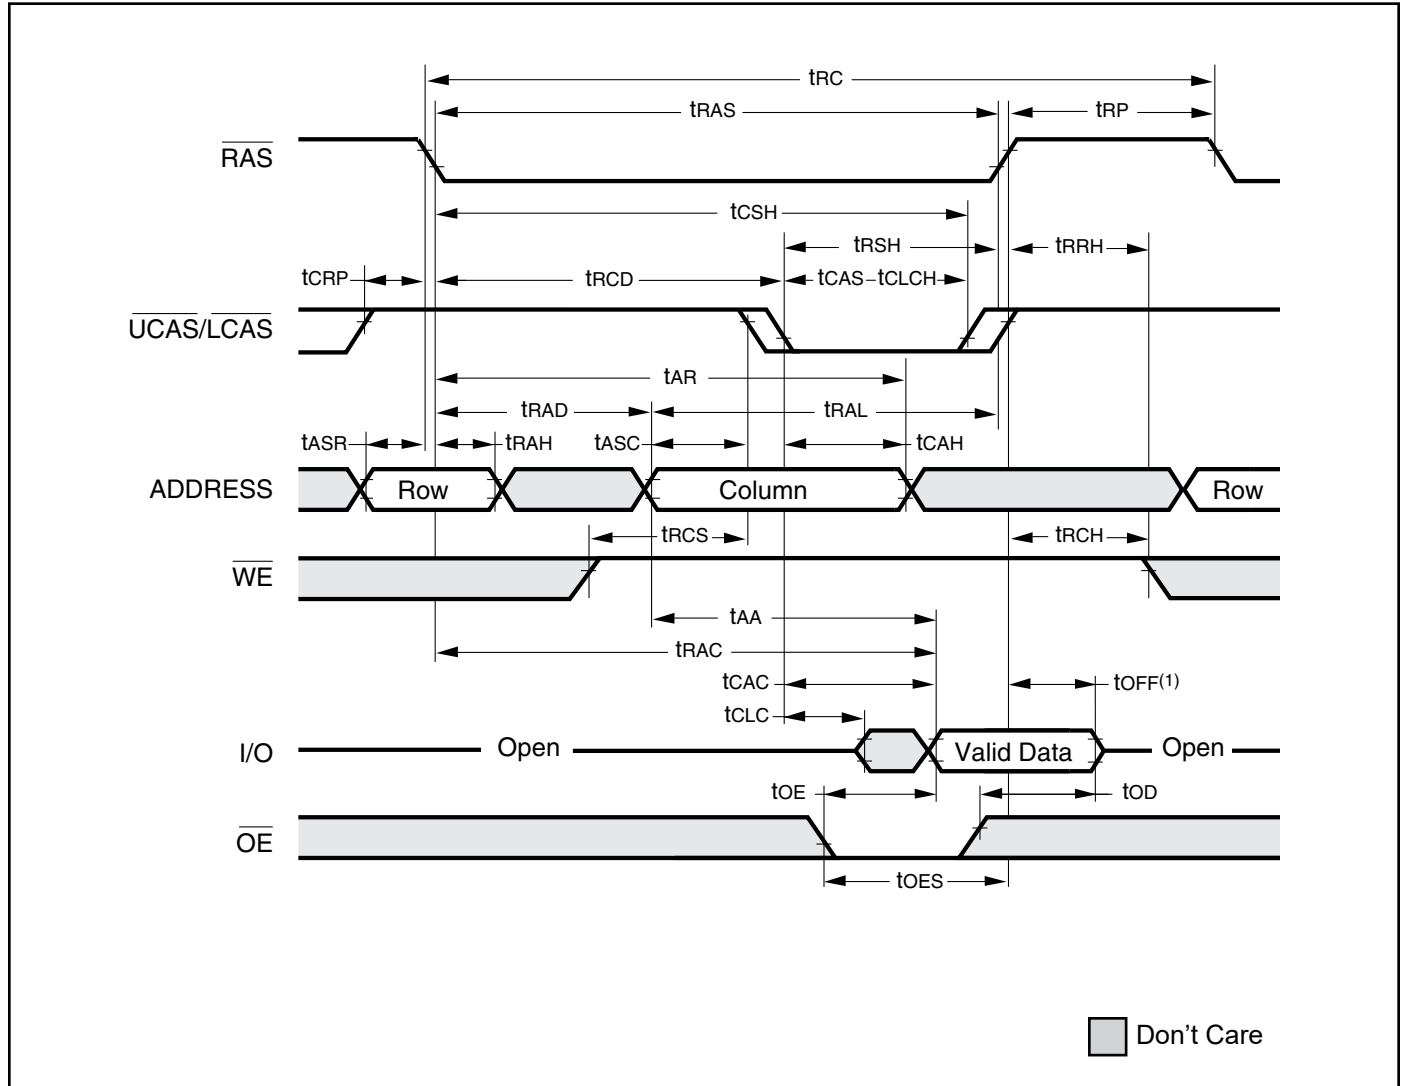 tRC
tRAS
tRP
RAS
tCSH
tRSH
tRRH
tCRP
tRCD
tCAS
tCLCH
UCAS/LCAS
tAR
tRAD
tRAL
tASR
tRAH
tASC
tCAH
ADDRESS
Row
Column
Row
tRCS
tRCH
WE
tAA
tRAC
tCAC
tOFF(1)
tCLC
I/O
Open
Valid Data
Open
tOE
tOD
OE
tOES
Don't Care